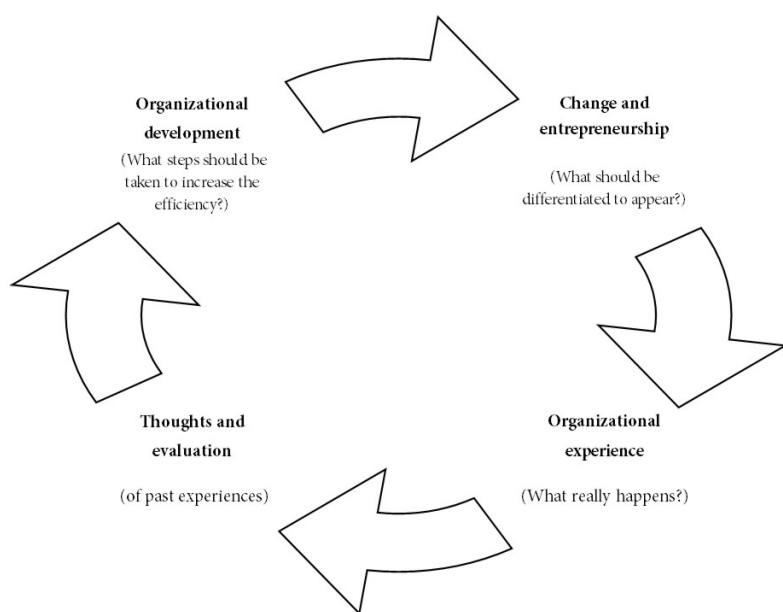 Organizational
development
(What steps should be
taken to increase the
efficiency?)
Change and
entrepreneurship
(What should be
differentiated to appear?)
Organizational
experience
(What really happens?)
Thoughts and
evaluation
(of past experiences)